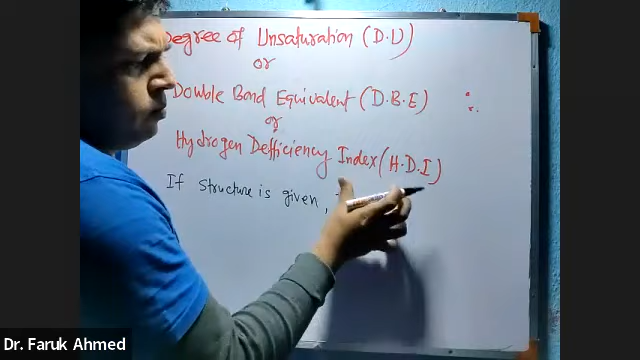 Degree of Unsaturation (D.U)
or
Double Bond Equivalent (D.B.E)
or
Hydrogen Defficiency Index (H.D.I)
If structure is given,
Dr. Faruk Ahmed